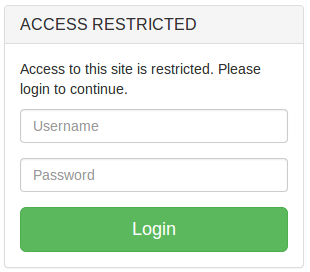 ACCESS RESTRICTED
Access to this site is restricted. Please
login to continue.
Username
Password
Login